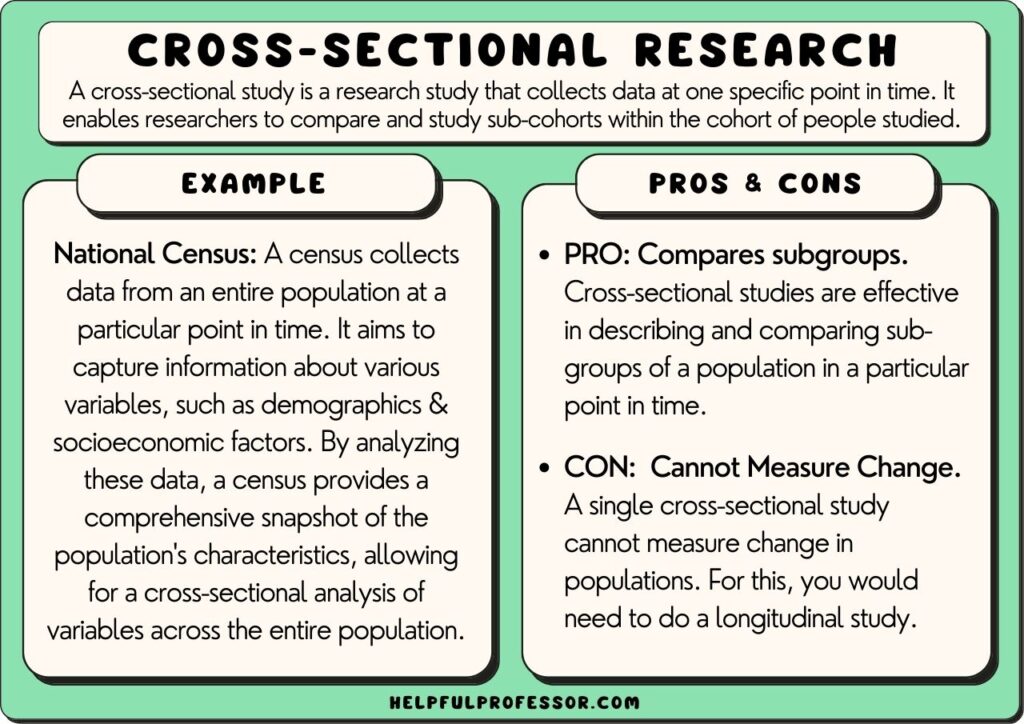 CROSS-SECTIONAL RESEARCH
A cross-sectional study is a research study that collects data at one specific point in time. It
enables researchers to compare and study sub-cohorts within the cohort of people studied.
EXAMPLE
National Census: A census collects
data from an entire population at a
particular point in time. It aims to
capture information about various
variables, such as demographics &
socioeconomic factors. By analyzing
these data, a census provides a
comprehensive snapshot of the
population's characteristics, allowing
for a cross-sectional analysis of
variables across the entire population.
PROS & CONS
• PRO: Compares subgroups.
Cross-sectional studies are effective
in describing and comparing sub-
groups of a population in a particular
point in time.
• CON: Cannot Measure Change.
A single cross-sectional study
cannot measure change in
populations. For this, you would
need to do a longitudinal study.
HELPFULPROFESSOR.COM